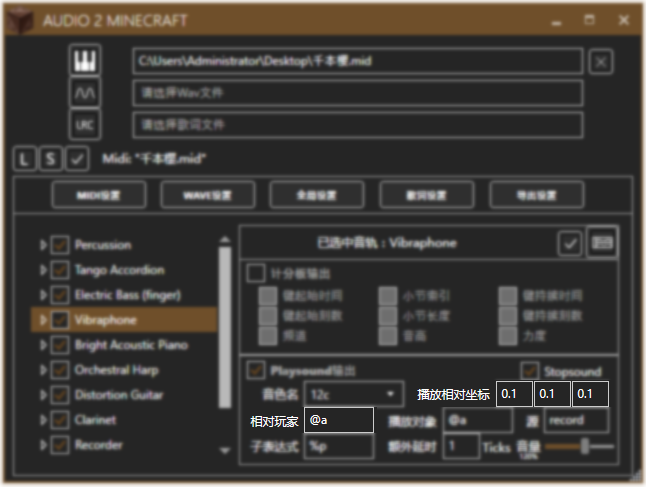 AUDIO 2 MINECRAFT
C:\Users\Administrator\Desktop\千本樱.mid
请选择Wav文件
LRC 请选择歌词文件
L S Midi: "千本樱.mid"
MIDI设置 WAVE设置 全局设置 歌词设置 导出设置
已选中音轨：Vibraphone
Percussion
Tango Accordion
Electric Bass (finger)
Vibraphone
Bright Acoustic Piano
Orchestral Harp
Distortion Guitar
Clarinet
Recorder
计分板输出
键起始时间 小节索引 键持续时间
键起始刻数 小节长度 键持续刻数
频道 音高 力度
Playsound输出 Stopsound
音色名 12c 播放相对坐标 0.1 0.1 0.1
相对玩家 @a 播放对象 @a 源 record
子表达式 %p 额外延时 1 Ticks 音量